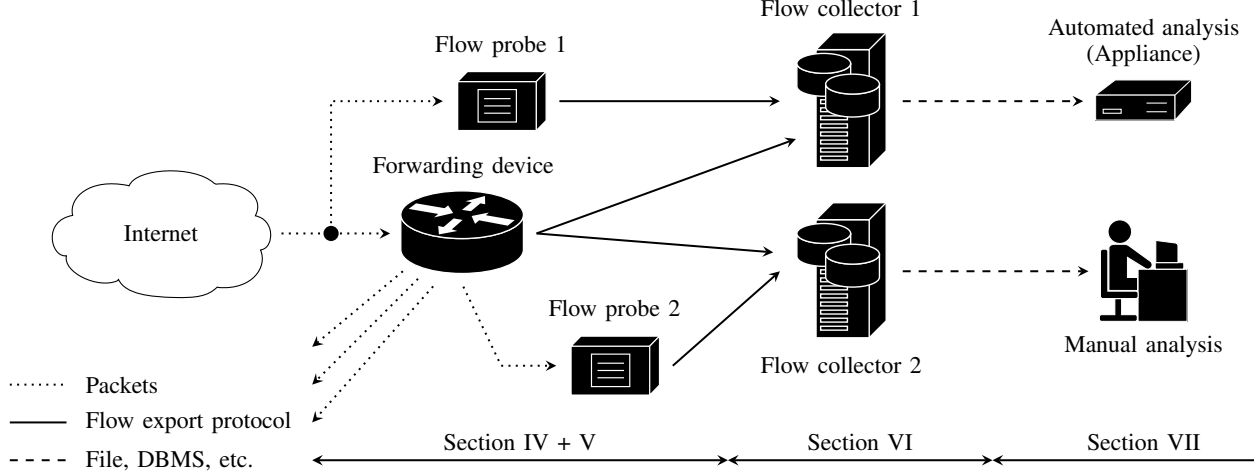 Flow collector 1
Automated analysis
(Appliance)
Flow probe 1
Forwarding device
Internet
Flow probe 2
Manual analysis
Flow collector 2
Packets
Flow export protocol
File, DBMS, etc.
Section IV + V
Section VI
Section VII